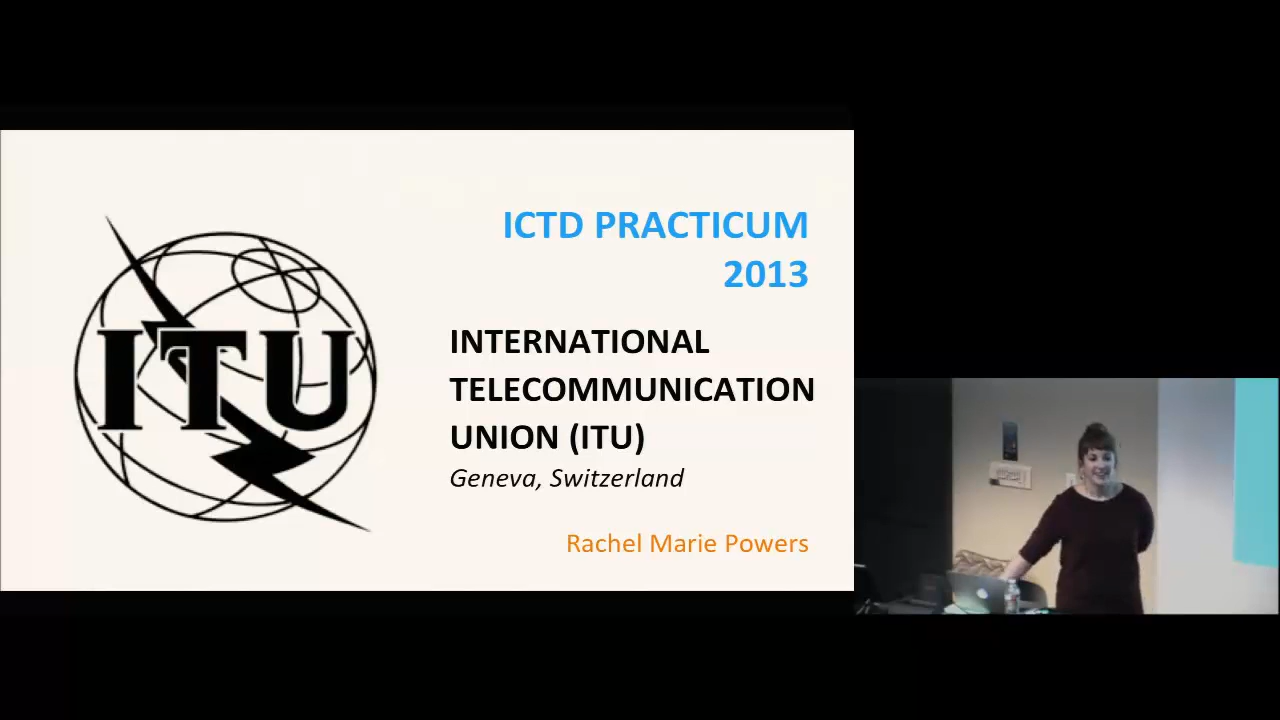 ICTD PRACTICUM
2013
ITU
INTERNATIONAL
TELECOMMUNICATION
UNION (ITU)
Geneva, Switzerland
Rachel Marie Powers